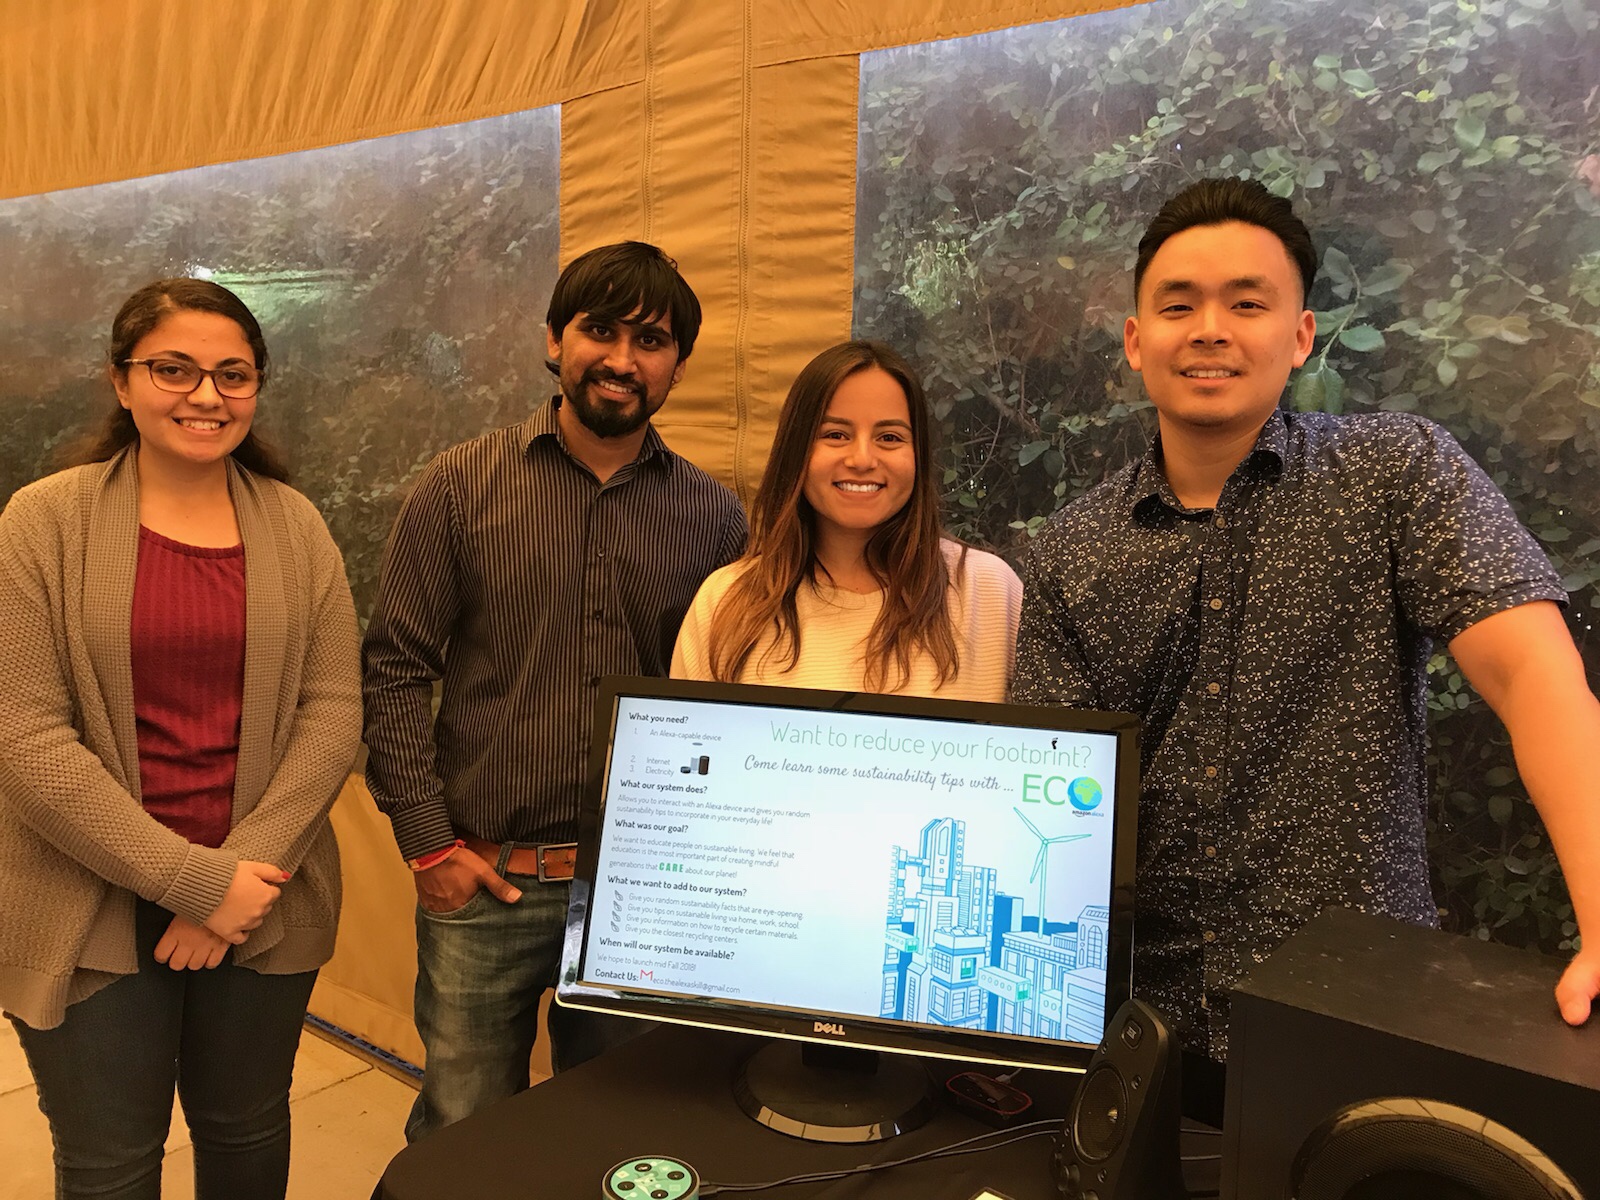 What you need?
1. An Alexa-capable device
2. Internet
3. Electricity
What our system does?
Allows you to interact with an Alexa device and gives you random
sustainability tips to incorporate in your everyday life!
What was our goal?
We want to educate people on sustainable living. We feel that
education is the most important part of creating mindful
generations that CARE about our planet!
What we want to add to our system?
Give you random sustainability facts that are eye-opening.
Give you tips on sustainable living via home, work, school.
Give you information on how to recycle certain materials.
Give you the closest recycling centers.
When will our system be available?
We hope to launch mid Fall 2018!
Contact Us: eco.thealexaskill@gmail.com
Want to reduce your footprint?
Come learn some sustainability tips with ...
ECO
amazon alexa
DELL